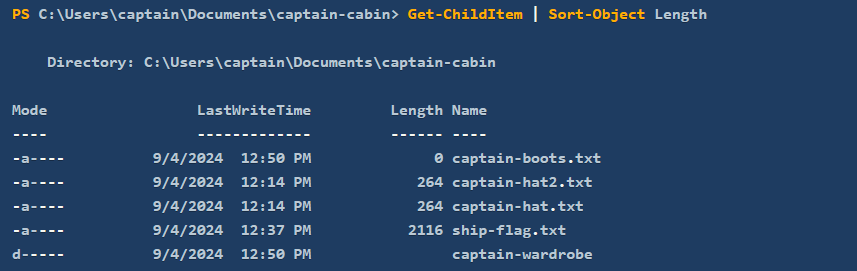 PS C:\Users\captain\Documents\captain-cabin> Get-ChildItem | Sort-Object Length
Directory: C:\Users\captain\Documents\captain-cabin
Mode                 LastWriteTime         Length Name
----                 -------------         ------ ----
-a----          9/4/2024  12:50 PM              0 captain-boots.txt
-a----          9/4/2024  12:14 PM            264 captain-hat2.txt
-a----          9/4/2024  12:14 PM            264 captain-hat.txt
-a----          9/4/2024  12:37 PM           2116 ship-flag.txt
d-----          9/4/2024  12:50 PM                captain-wardrobe